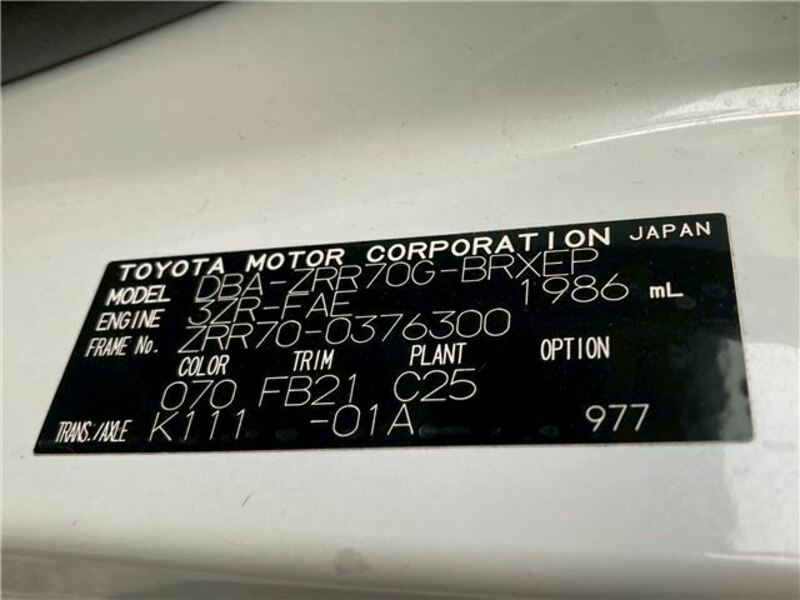 TOYOTA MOTOR CORPORATION JAPAN
MODEL DBA-ZRR70G-BRXEP
ENGINE 3ZR-FAE 1986 mL
FRAME No. ZRR70-0376300
COLOR TRIM PLANT OPTION
070 FB21 C25
TRANS./AXLE K111 -01A 977